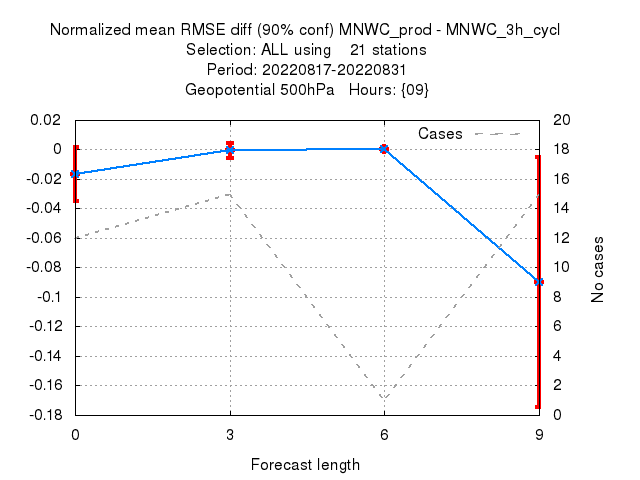 Normalized mean RMSE diff (90% conf) MNWC_prod - MNWC_3h_cycl
Selection: ALL using    21 stations
Period: 20220817-20220831
Geopotential 500hPa   Hours: {09}
0.02
0
-0.02
-0.04
-0.06
-0.08
-0.1
-0.12
-0.14
-0.16
-0.18
Cases
20
18
16
14
12
10
8
6
4
2
0
No cases
0 3 6 9
Forecast length